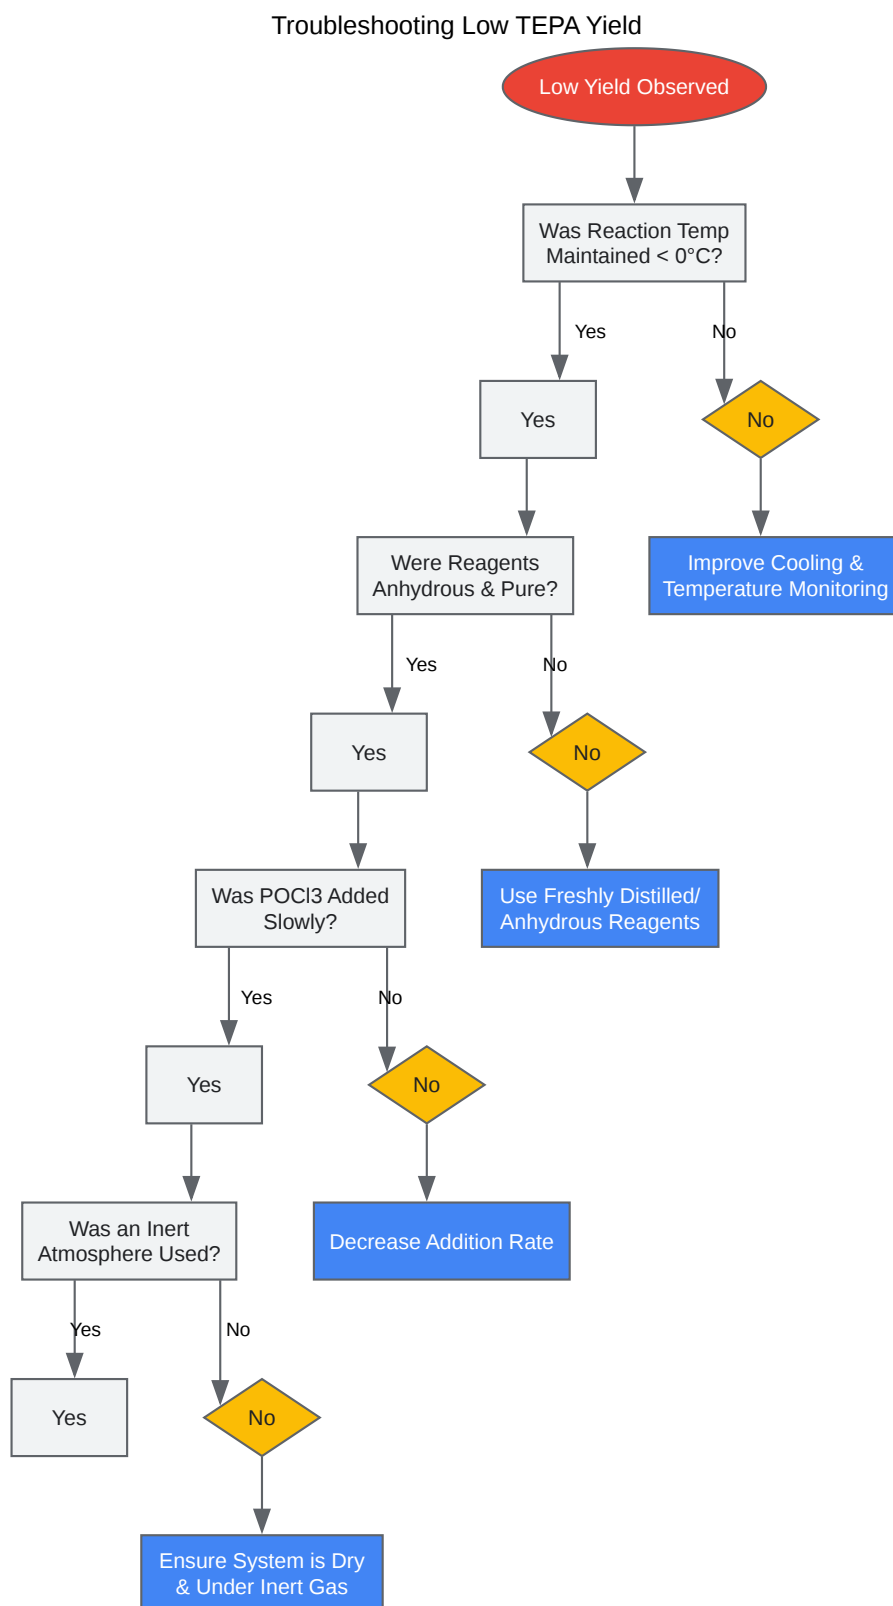 Troubleshooting Low TEPA Yield
Low Yield Observed
Was Reaction Temp
Maintained < 0°C?
Yes
No
Yes
No
Were Reagents
Anhydrous & Pure?
Improve Cooling &
Temperature Monitoring
Yes
No
Yes
No
Was POCl3 Added
Slowly?
Use Freshly Distilled/
Anhydrous Reagents
Yes
No
Yes
No
Was an Inert
Atmosphere Used?
Decrease Addition Rate
Yes
No
Yes
No
Ensure System is Dry
& Under Inert Gas